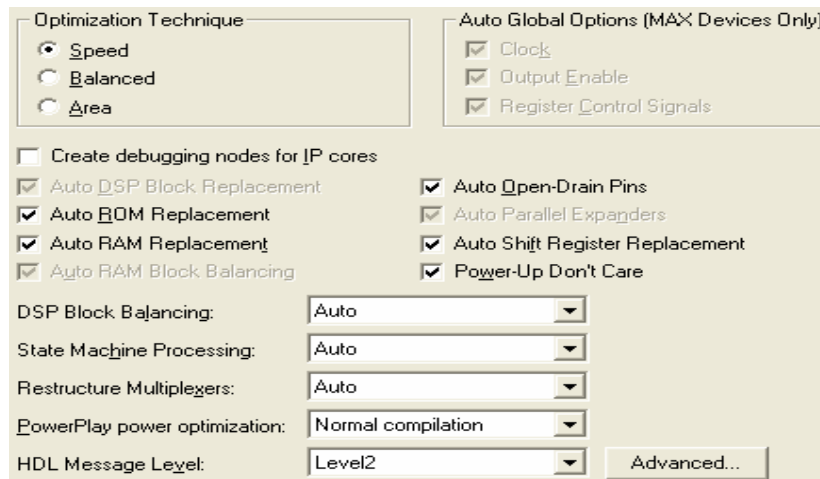 Optimization Technique
Speed
Balanced
Area
Auto Global Options (MAX Devices Only)
Clock
Output Enable
Register Control Signals
Create debugging nodes for IP cores
Auto DSP Block Replacement
Auto ROM Replacement
Auto RAM Replacement
Auto RAM Block Balancing
Auto Open-Drain Pins
Auto Parallel Expanders
Auto Shift Register Replacement
Power-Up Don't Care
DSP Block Balancing: Auto
State Machine Processing: Auto
Restructure Multiplexers: Auto
PowerPlay power optimization: Normal compilation
HDL Message Level: Level2 Advanced...